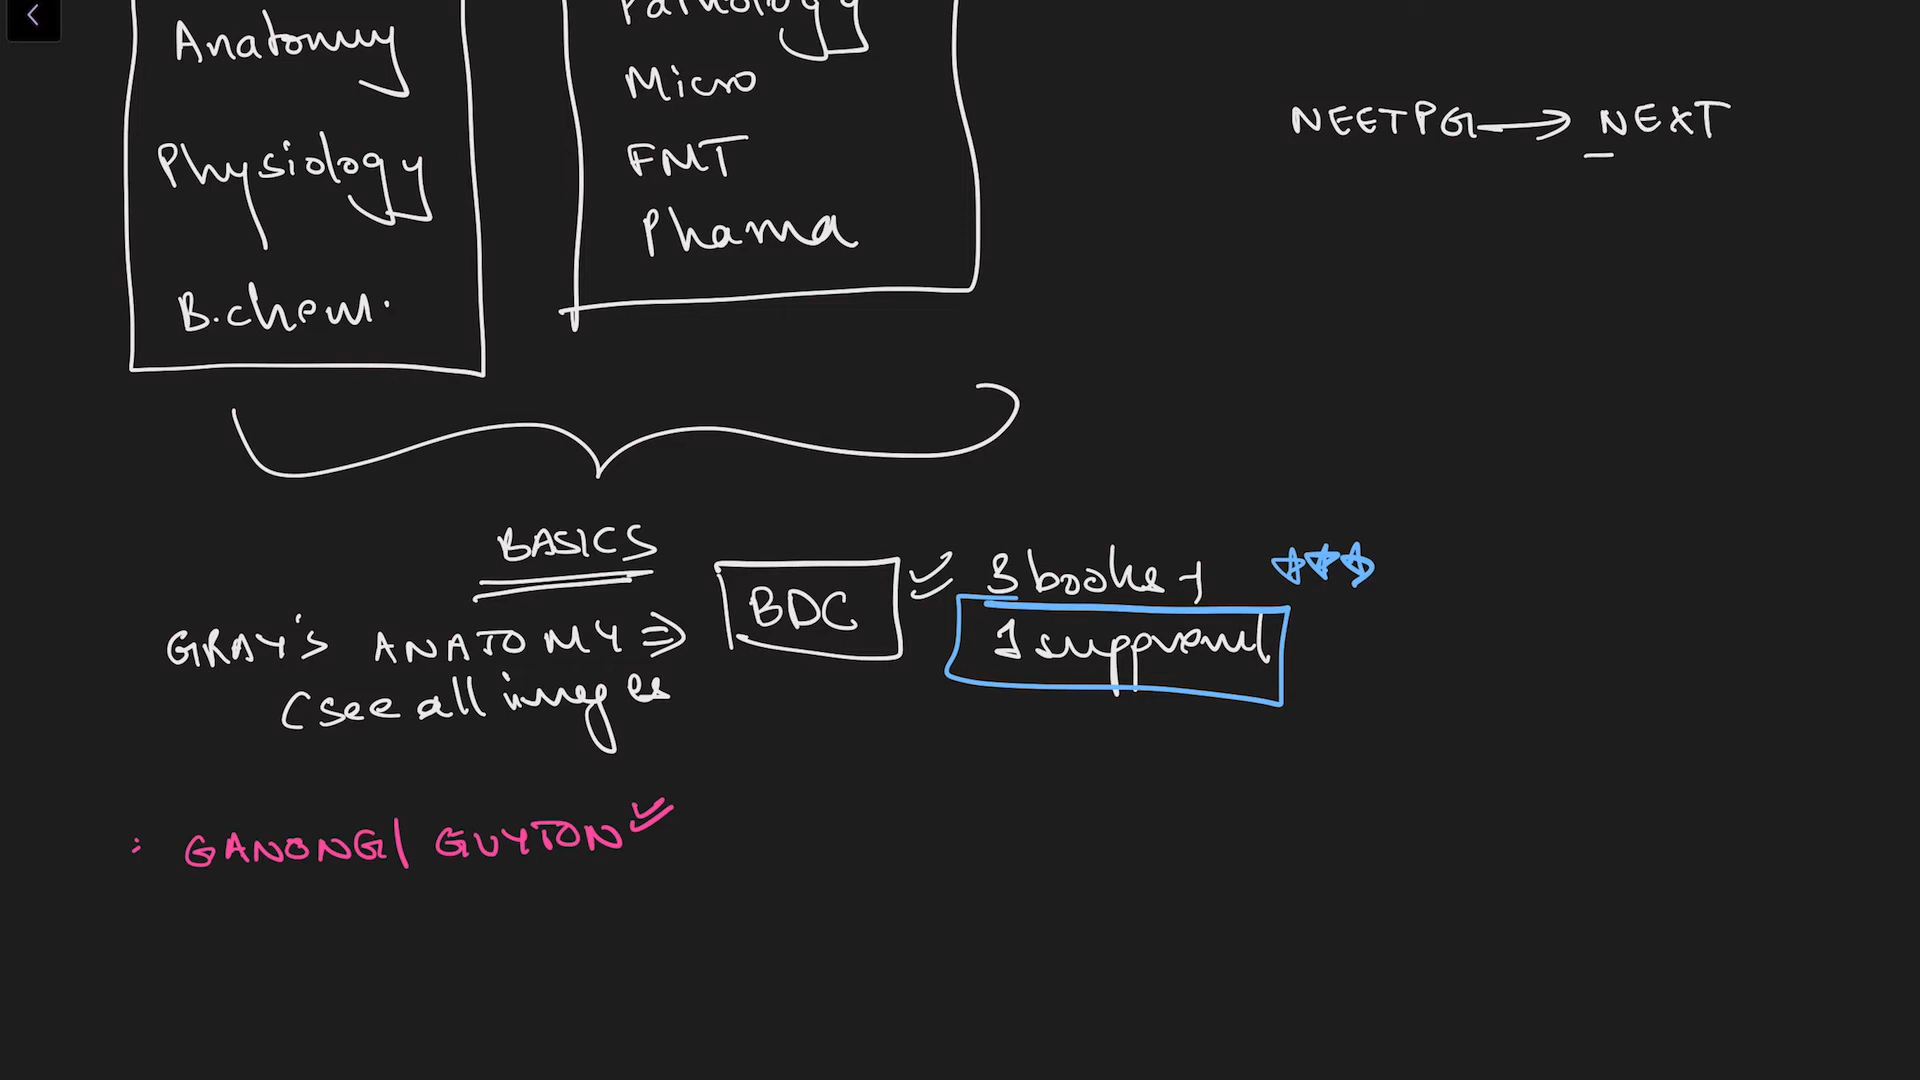 Anatomy
Physiology
B.chem.
Pathology
Micro
FMT
Phama
NEETPG → NEXT
BASICS
GRAY'S ANATOMY ⇒ BDC
(see all images
3 books +
1
GANONG/ GUYTON